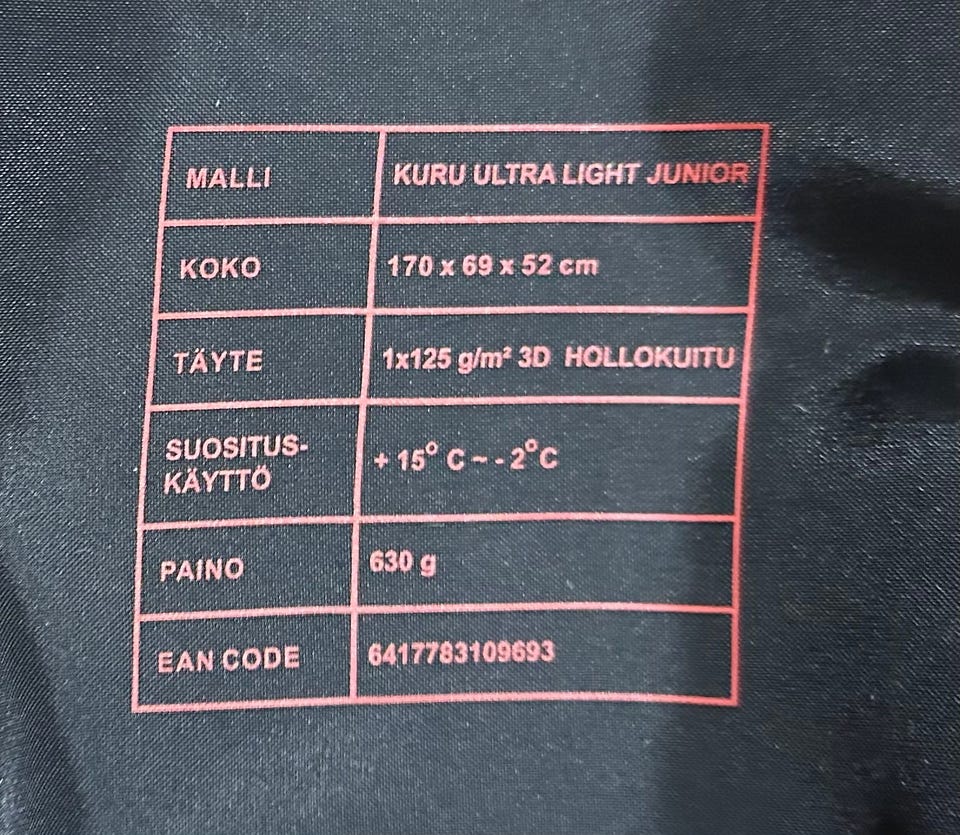 MALLI KURU ULTRA LIGHT JUNIOR
KOKO 170 x 69 x 52 cm
TÄYTE 1x125 g/m² 3D HOLLOKUITU
SUOSITUS-
KÄYTTÖ + 15°C ~ - 2°C
PAINO 630 g
EAN CODE 6417783109693